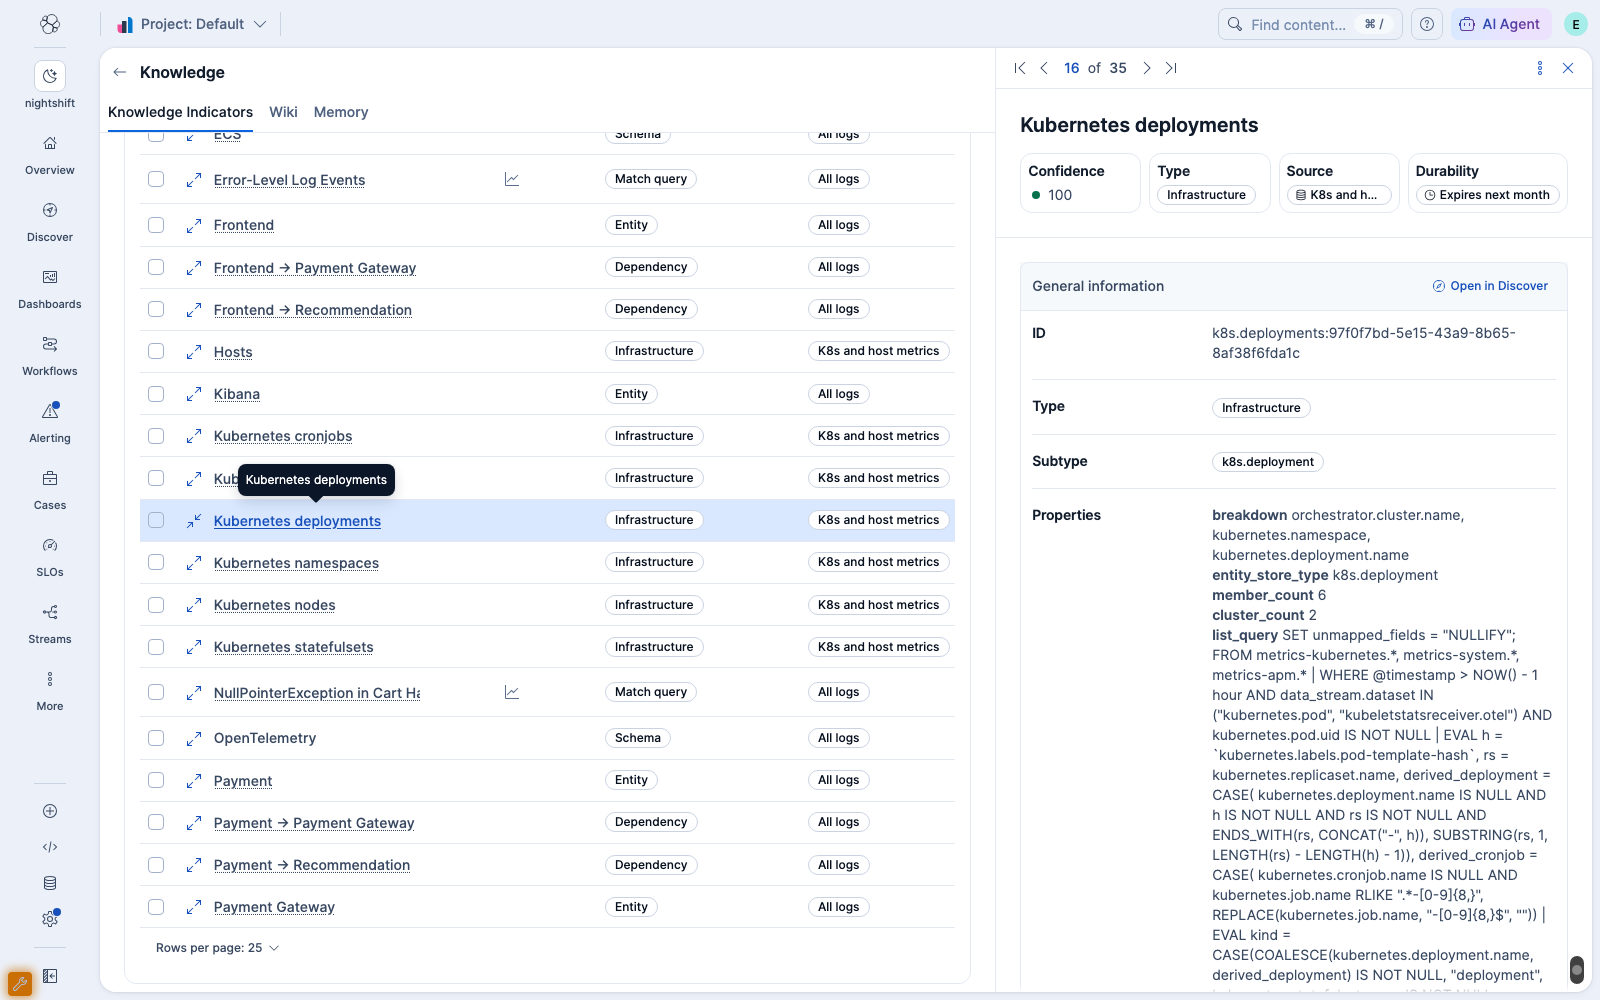 Project: Default
Find content...
⌘ /
AI Agent
E
nightshift
Overview
Discover
Dashboards
Workflows
Alerting
Cases
SLOs
Streams
More
Knowledge
Knowledge Indicators
Wiki
Memory
ECS Schema All logs
Error-Level Log Events Match query All logs
Frontend Entity All logs
Frontend → Payment Gateway Dependency All logs
Frontend → Recommendation Dependency All logs
Hosts Infrastructure K8s and host metrics
Kibana Entity All logs
Kubernetes cronjobs Infrastructure K8s and host metrics
Kub Infrastructure K8s and host metrics
Kubernetes deployments
Kubernetes deployments Infrastructure K8s and host metrics
Kubernetes namespaces Infrastructure K8s and host metrics
Kubernetes nodes Infrastructure K8s and host metrics
Kubernetes statefulsets Infrastructure K8s and host metrics
NullPointerException in Cart Ha Match query All logs
OpenTelemetry Schema All logs
Payment Entity All logs
Payment → Payment Gateway Dependency All logs
Payment → Recommendation Dependency All logs
Payment Gateway Entity All logs
Rows per page: 25
16 of 35
Kubernetes deployments
Confidence
100
Type
Infrastructure
Source
K8s and h...
Durability
Expires next month
General information
Open in Discover
ID
k8s.deployments:97f0f7bd-5e15-43a9-8b65-
8af38f6fda1c
Type
Infrastructure
Subtype
k8s.deployment
Properties
breakdown orchestrator.cluster.name,
kubernetes.namespace,
kubernetes.deployment.name
entity_store_type k8s.deployment
member_count 6
cluster_count 2
list_query SET unmapped_fields = "NULLIFY";
FROM metrics-kubernetes.*, metrics-system.*,
metrics-apm.* | WHERE @timestamp > NOW() - 1
hour AND data_stream.dataset IN
("kubernetes.pod", "kubeletstatsreceiver.otel") AND
kubernetes.pod.uid IS NOT NULL | EVAL h =
`kubernetes.labels.pod-template-hash`, rs =
kubernetes.replicaset.name, derived_deployment =
CASE( kubernetes.deployment.name IS NULL AND
h IS NOT NULL AND rs IS NOT NULL AND
ENDS_WITH(rs, CONCAT("-", h)), SUBSTRING(rs, 1,
LENGTH(rs) - LENGTH(h) - 1)), derived_cronjob =
CASE( kubernetes.cronjob.name IS NULL AND
kubernetes.job.name RLIKE ".*-[0-9]{8,}",
REPLACE(kubernetes.job.name, "-[0-9]{8,}$", "")) |
EVAL kind =
CASE(COALESCE(kubernetes.deployment.name,
derived_deployment) IS NOT NULL, "deployment",